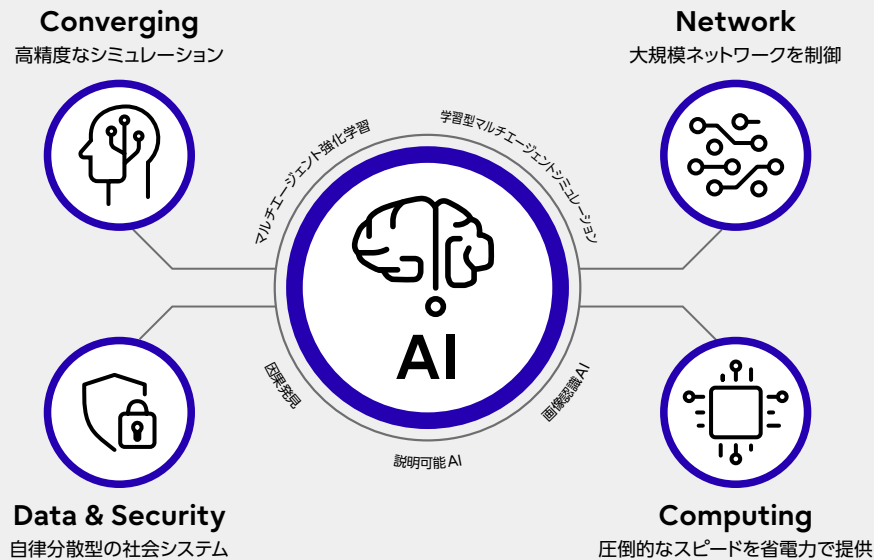 Converging
高精度なシミュレーション
Network
大規模ネットワークを制御
マルチエージェント強化学習
学習型マルチエージェントシミュレーション
AI
因果発見
画像認識AI
説明可能AI
Data & Security
自律分散型の社会システム
Computing
圧倒的なスピードを省電力で提供